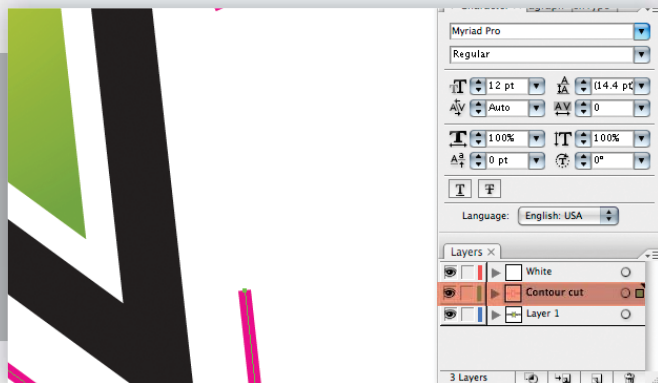 Myriad Pro
Regular
12 pt (14.4 pt
Auto 0
100% 100%
0 pt 0°
Language: English: USA
Layers ×
White
Contour cut
Layer 1
3 Layers